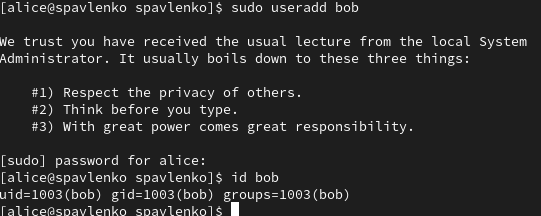 [alice@spavlenko spavlenko]$ sudo useradd bob
We trust you have received the usual lecture from the local System
Administrator. It usually boils down to these three things:
#1) Respect the privacy of others.
#2) Think before you type.
#3) With great power comes great responsibility.
[sudo] password for alice:
[alice@spavlenko spavlenko]$ id bob
uid=1003(bob) gid=1003(bob) groups=1003(bob)
[alice@spavlenko spavlenko]$